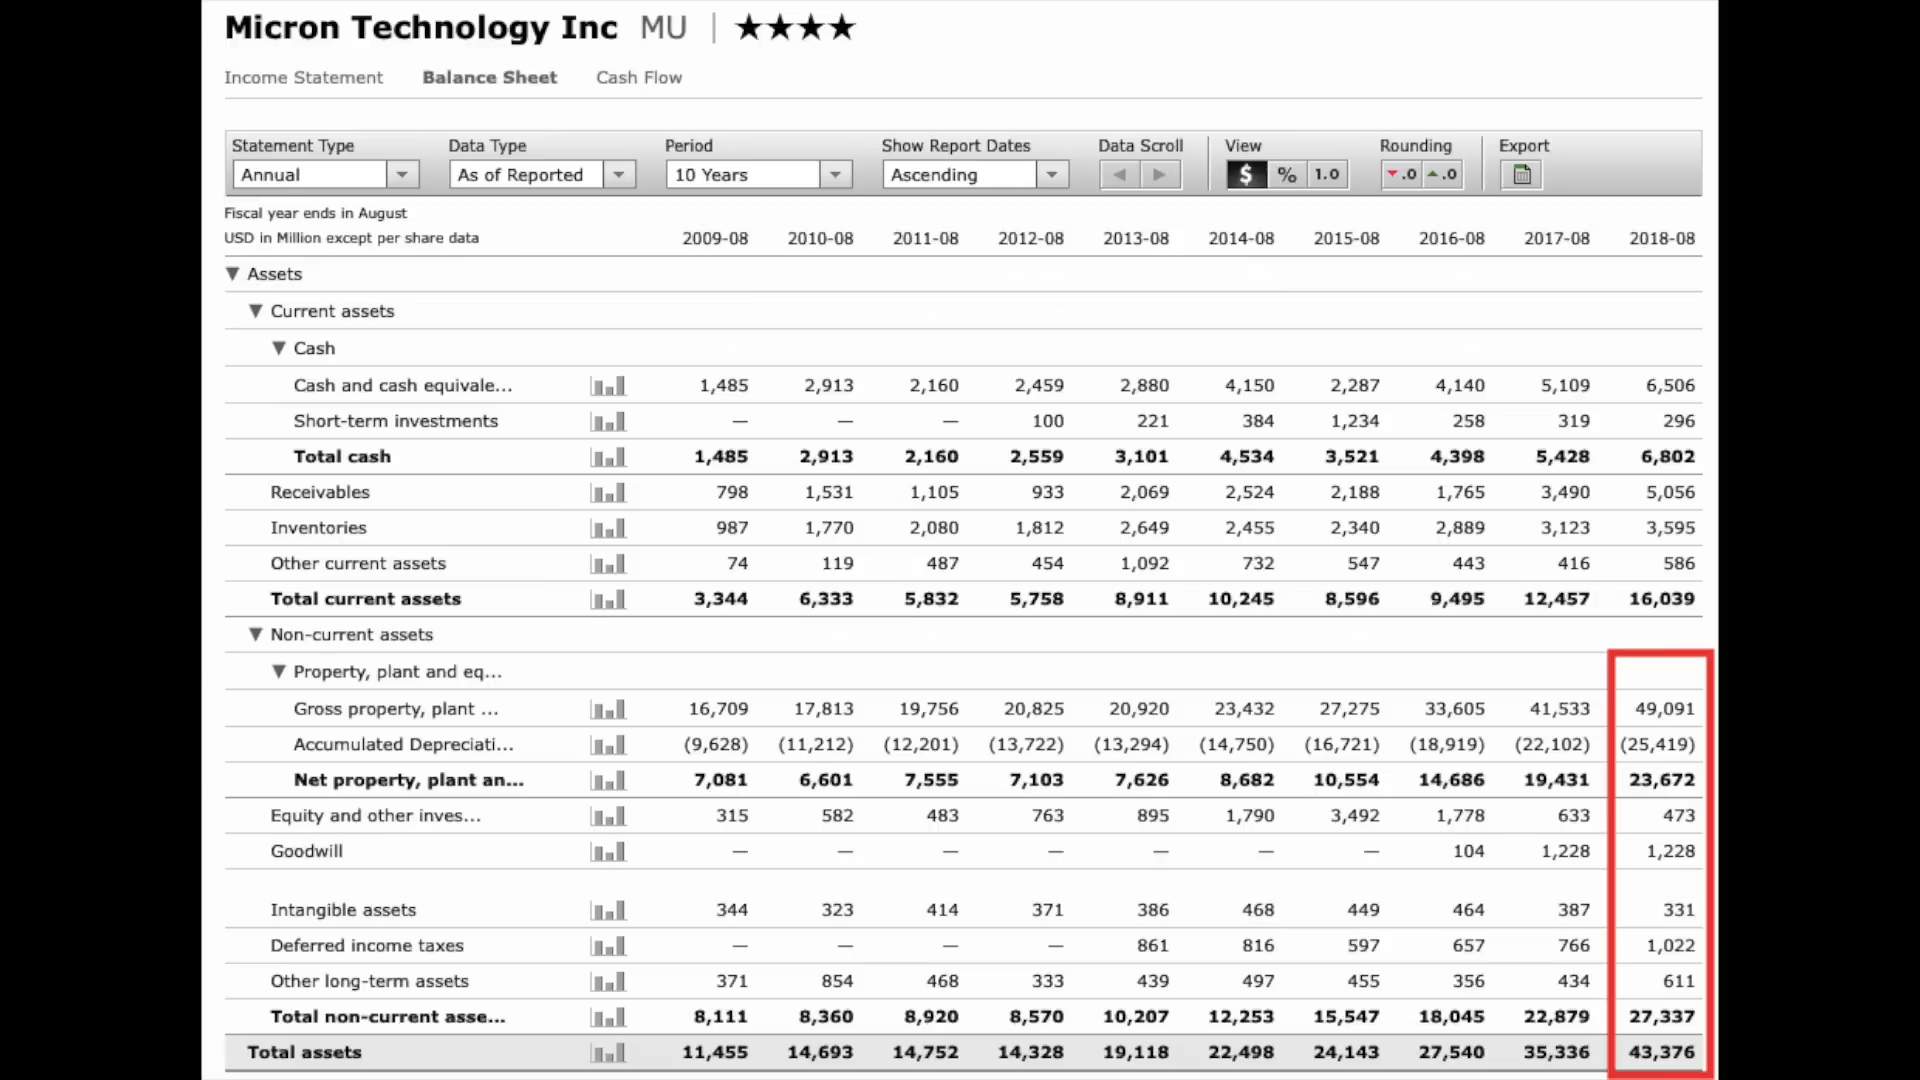 Micron Technology Inc MU | ★★★★
Income Statement Balance Sheet Cash Flow
Statement Type Data Type Period Show Report Dates Data Scroll View Rounding Export
Annual As of Reported 10 Years Ascending $ % 1.0 .0 .0
Fiscal year ends in August
USD in Million except per share data 2009-08 2010-08 2011-08 2012-08 2013-08 2014-08 2015-08 2016-08 2017-08 2018-08
▼ Assets
▼ Current assets
▼ Cash
Cash and cash equivale... 1,485 2,913 2,160 2,459 2,880 4,150 2,287 4,140 5,109 6,506
Short-term investments — — — 100 221 384 1,234 258 319 296
Total cash 1,485 2,913 2,160 2,559 3,101 4,534 3,521 4,398 5,428 6,802
Receivables 798 1,531 1,105 933 2,069 2,524 2,188 1,765 3,490 5,056
Inventories 987 1,770 2,080 1,812 2,649 2,455 2,340 2,889 3,123 3,595
Other current assets 74 119 487 454 1,092 732 547 443 416 586
Total current assets 3,344 6,333 5,832 5,758 8,911 10,245 8,596 9,495 12,457 16,039
▼ Non-current assets
▼ Property, plant and eq...
Gross property, plant ... 16,709 17,813 19,756 20,825 20,920 23,432 27,275 33,605 41,533 49,091
Accumulated Depreciati... (9,628) (11,212) (12,201) (13,722) (13,294) (14,750) (16,721) (18,919) (22,102) (25,419)
Net property, plant an... 7,081 6,601 7,555 7,103 7,626 8,682 10,554 14,686 19,431 23,672
Equity and other inves... 315 582 483 763 895 1,790 3,492 1,778 633 473
Goodwill — — — — — — — 104 1,228 1,228
Intangible assets 344 323 414 371 386 468 449 464 387 331
Deferred income taxes — — — — 861 816 597 657 766 1,022
Other long-term assets 371 854 468 333 439 497 455 356 434 611
Total non-current asse... 8,111 8,360 8,920 8,570 10,207 12,253 15,547 18,045 22,879 27,337
Total assets 11,455 14,693 14,752 14,328 19,118 22,498 24,143 27,540 35,336 43,376